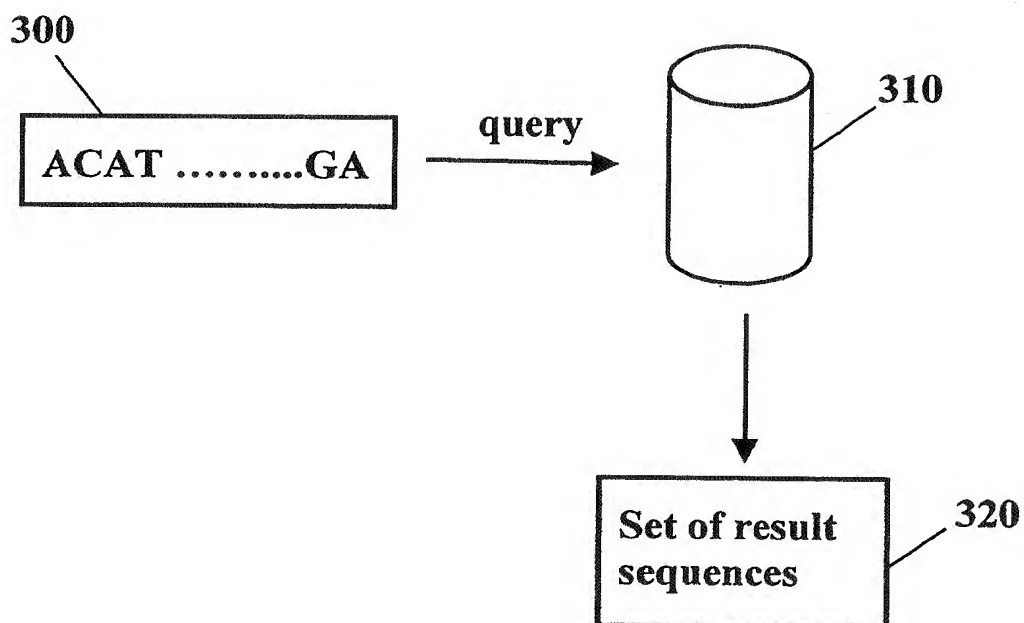 300
ACAT ..........GA
query
310
Set of result
sequences
320